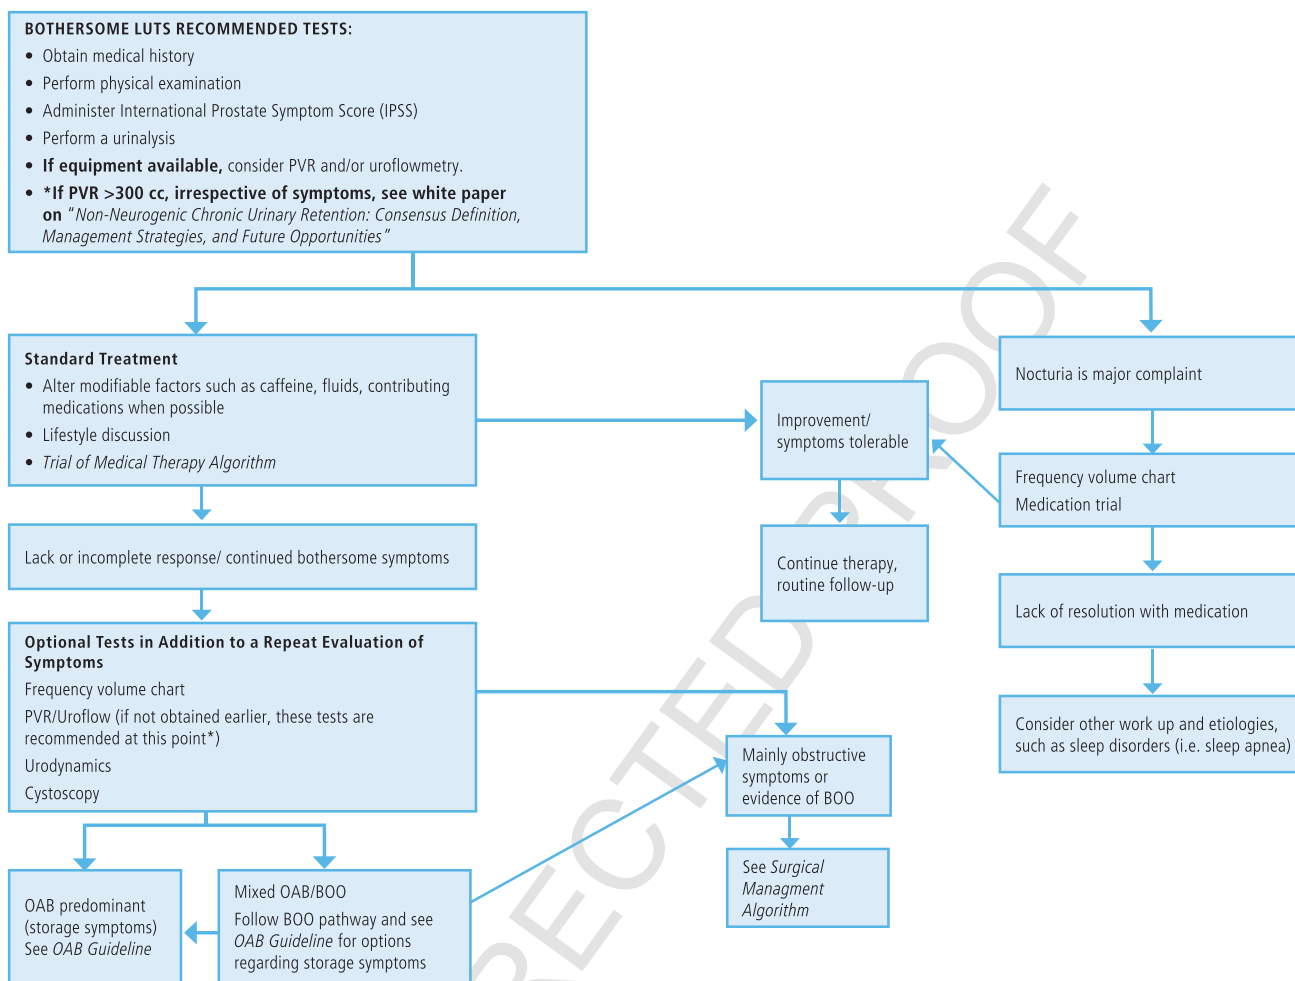 BOTHERSOME LUTS RECOMMENDED TESTS:
• Obtain medical history
• Perform physical examination
• Administer International Prostate Symptom Score (IPSS)
• Perform a urinalysis
• If equipment available, consider PVR and/or uroflowmetry.
• *If PVR >300 cc, irrespective of symptoms, see white paper
on "Non-Neurogenic Chronic Urinary Retention: Consensus Definition,
Management Strategies, and Future Opportunities"
Standard Treatment
• Alter modifiable factors such as caffeine, fluids, contributing
medications when possible
• Lifestyle discussion
• Trial of Medical Therapy Algorithm
Improvement/
symptoms tolerable
Nocturia is major complaint
Frequency volume chart
Medication trial
Lack or incomplete response/ continued bothersome symptoms
Continue therapy,
routine follow-up
Lack of resolution with medication
Optional Tests in Addition to a Repeat Evaluation of
Symptoms
Frequency volume chart
PVR/Uroflow (if not obtained earlier, these tests are
recommended at this point*)
Urodynamics
Cystoscopy
Consider other work up and etiologies,
such as sleep disorders (i.e. sleep apnea)
Mainly obstructive
symptoms or
evidence of BOO
See Surgical
Managment
Algorithm
OAB predominant
(storage symptoms)
See OAB Guideline
Mixed OAB/BOO
Follow BOO pathway and see
OAB Guideline for options
regarding storage symptoms
RECTED PROOF